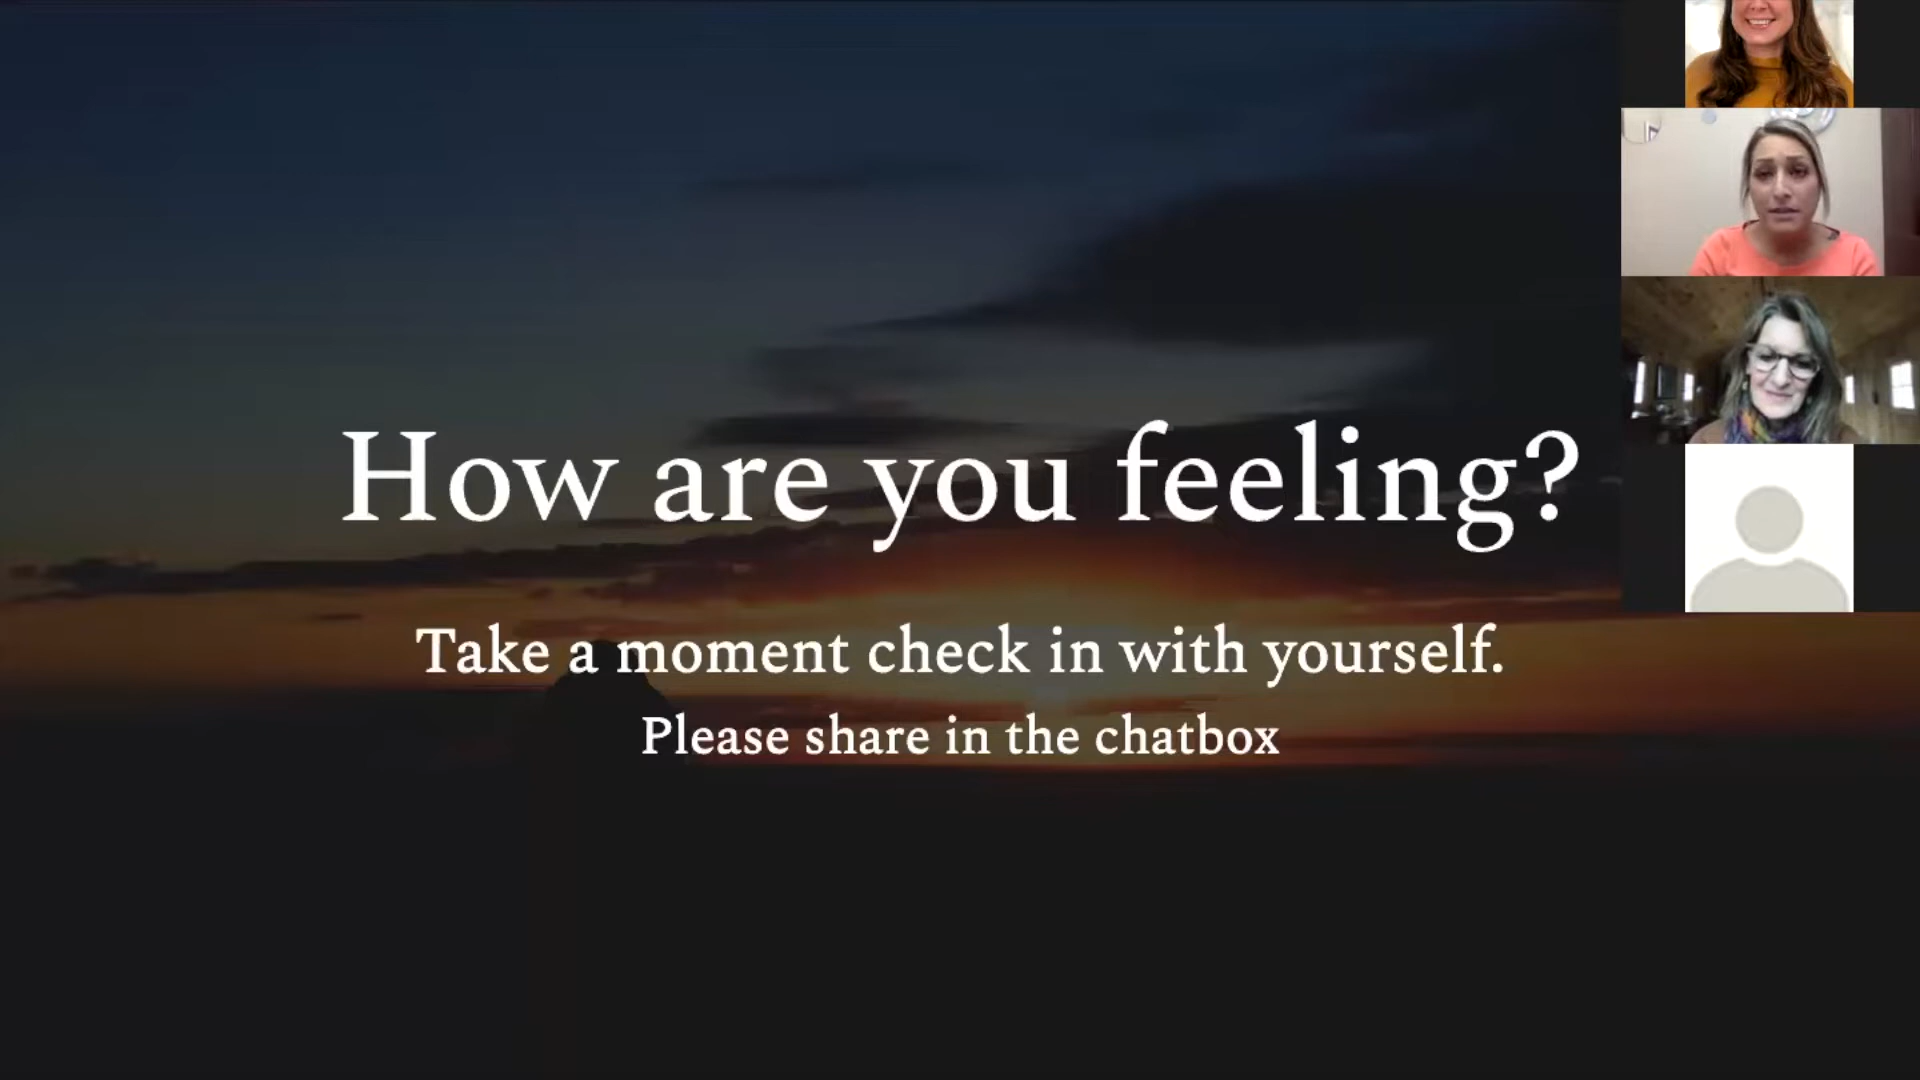 How are you feeling?
Take a moment check in with yourself.
Please share in the chatbox